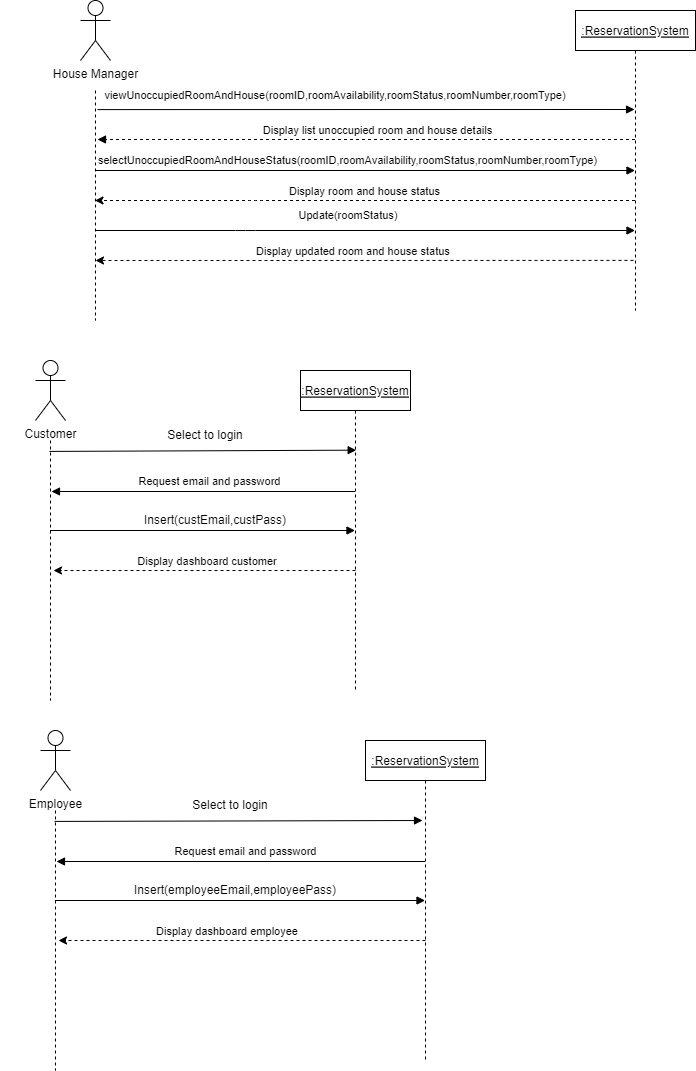 :ReservationSystem
House Manager
viewUnoccupiedRoomAndHouse(roomID,roomAvailability,roomStatus,roomNumber,roomType)
Display list unoccupied room and house details
selectUnoccupiedRoomAndHouseStatus(roomID,roomAvailability,roomStatus,roomNumber,roomType)
Display room and house status
Update(roomStatus)
Display updated room and house status
:ReservationSystem
Customer
Select to login
Request email and password
Insert(custEmail,custPass)
Display dashboard customer
:ReservationSystem
Employee
Select to login
Request email and password
Insert(employeeEmail,employeePass)
Display dashboard employee